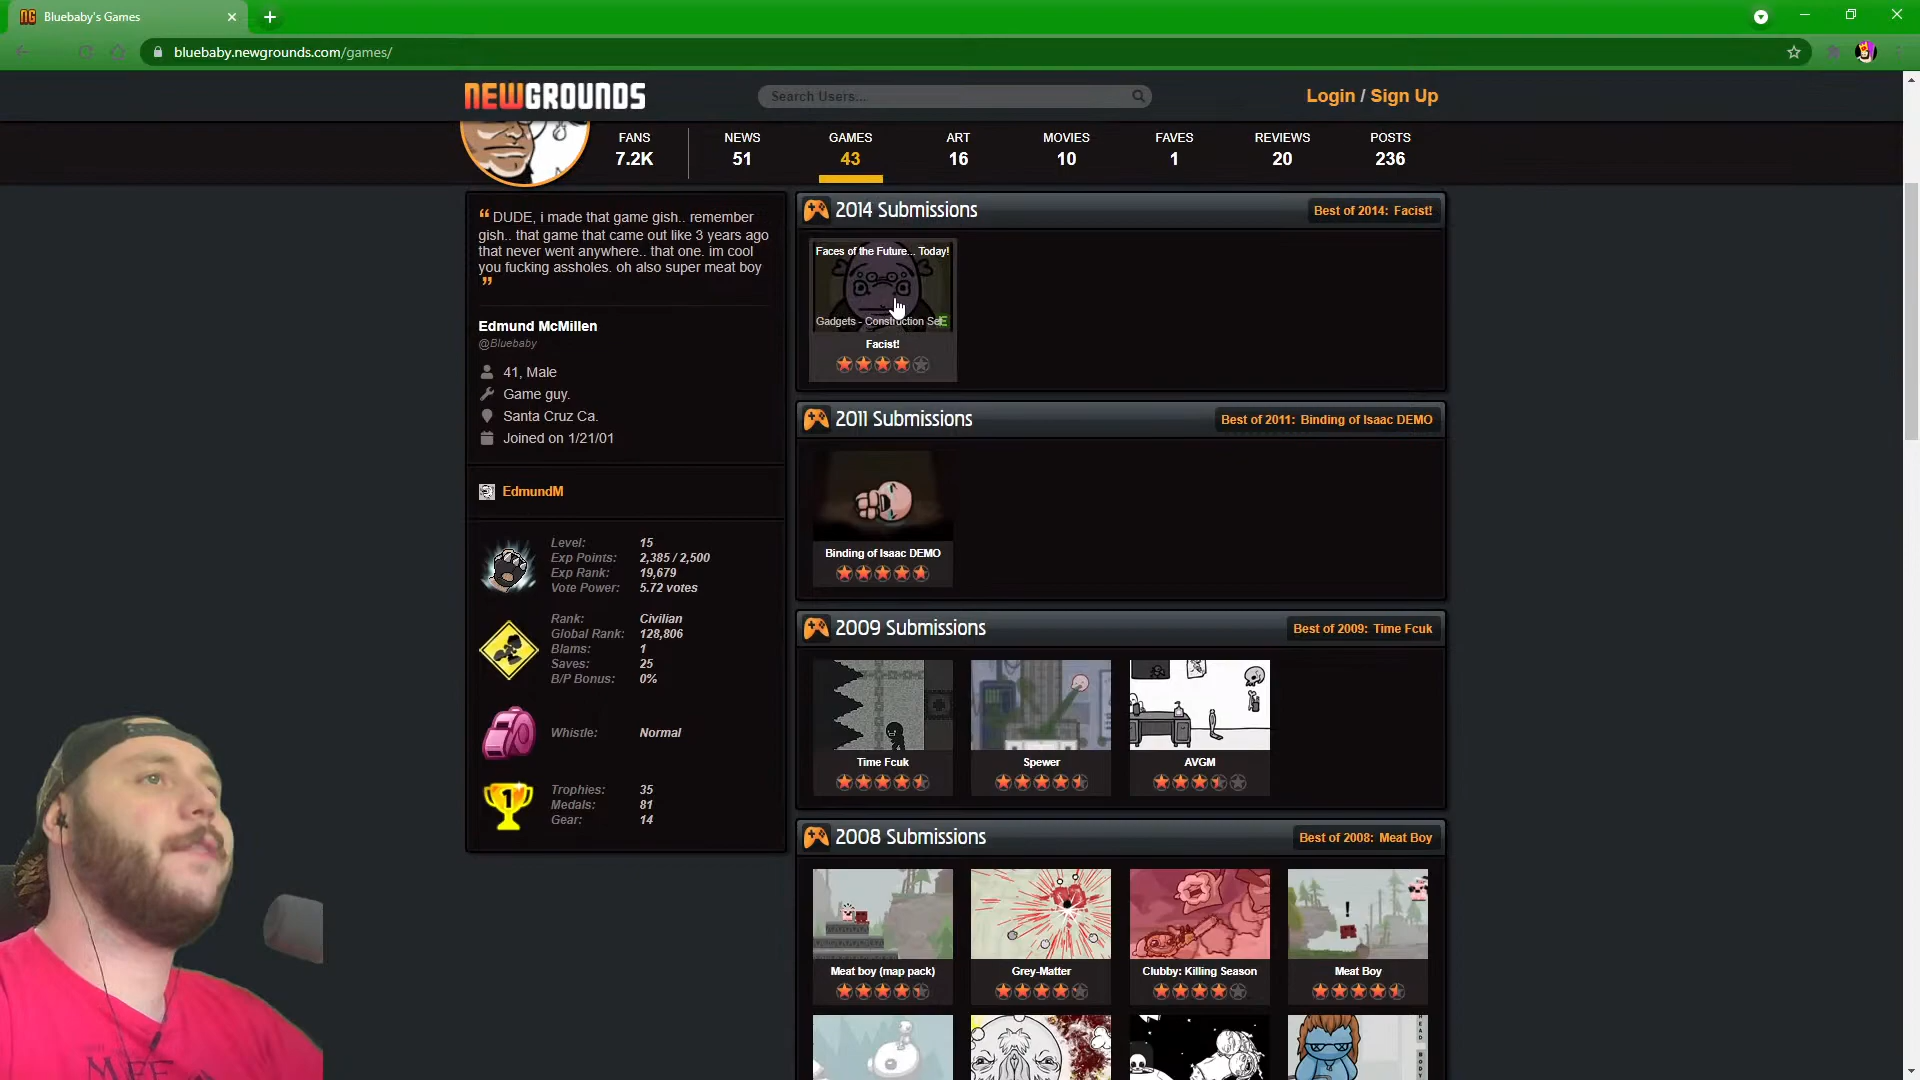 Bluebaby's Games
bluebaby.newgrounds.com/games/
NEWGROUNDS
Search Users...
Login / Sign Up
FANS
7.2K
NEWS
51
GAMES
43
ART
16
MOVIES
10
FAVES
1
REVIEWS
20
POSTS
236
“ DUDE, i made that game gish.. remember
gish.. that game that came out like 3 years ago
that never went anywhere.. that one. im cool
you fucking assholes. oh also super meat boy
”
Edmund McMillen
@Bluebaby
41, Male
Game guy.
Santa Cruz Ca.
Joined on 1/21/01
EdmundM
Level: 15
Exp Points: 2,385 / 2,500
Exp Rank: 19,679
Vote Power: 5.72 votes
Rank: Civilian
Global Rank: 128,806
Blams: 1
Saves: 25
B/P Bonus: 0%
Whistle: Normal
1
Trophies: 35
Medals: 81
Gear: 14
2014 Submissions
Best of 2014: Facist!
Faces of the Future... Today!
Gadgets - Construction Set
E
Facist!
2011 Submissions
Best of 2011: Binding of Isaac DEMO
Binding of Isaac DEMO
2009 Submissions
Best of 2009: Time Fcuk
Time Fcuk
Spewer
AVGM
2008 Submissions
Best of 2008: Meat Boy
!
Meat boy (map pack)
Grey-Matter
Clubby: Killing Season
Meat Boy
HEAD
BODY